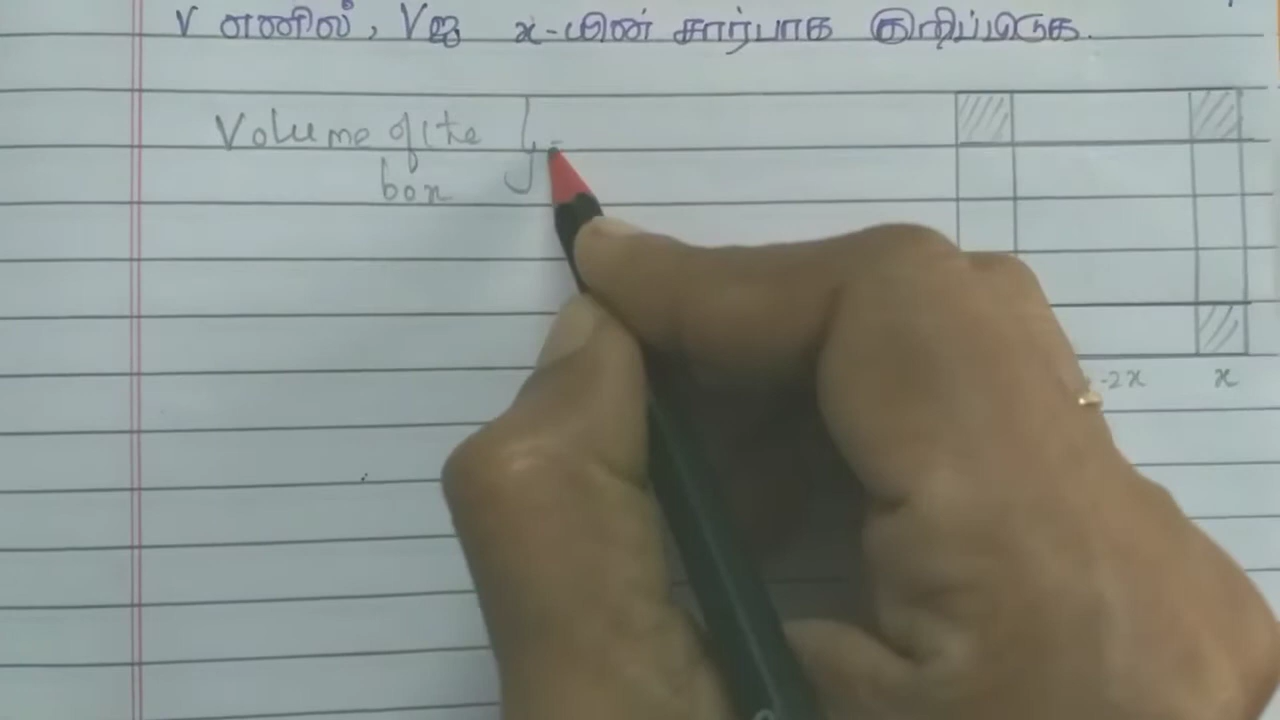 V எனில், Vஐ x-யின் சார்பாக குறிப்பிடுக.
Volume of the
box
-2x x